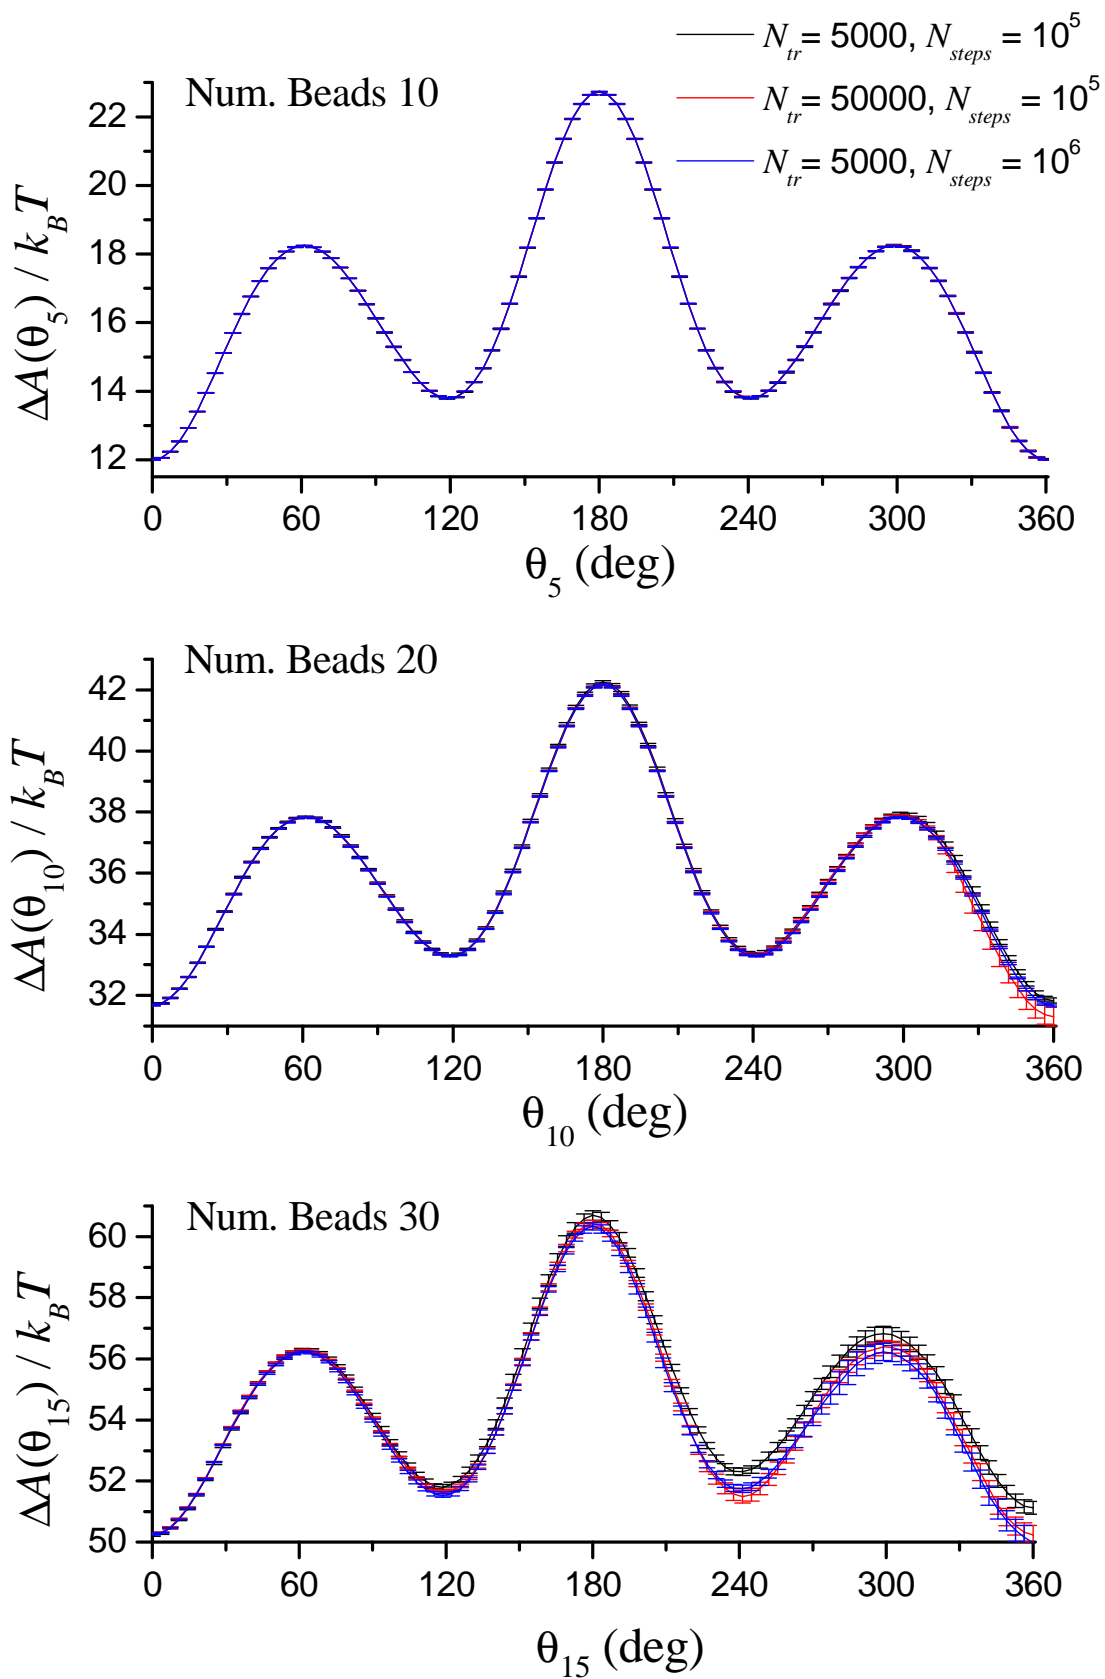 N_tr = 5000, N_steps = 10^5
N_tr = 50000, N_steps = 10^5
N_tr = 5000, N_steps = 10^6
Num. Beads 10
ΔA(θ_5) / k_B T
22
20
18
16
14
12
0 60 120 180 240 300 360
θ_5 (deg)
Num. Beads 20
ΔA(θ_10) / k_B T
42
40
38
36
34
32
0 60 120 180 240 300 360
θ_10 (deg)
Num. Beads 30
ΔA(θ_15) / k_B T
60
58
56
54
52
50
0 60 120 180 240 300 360
θ_15 (deg)